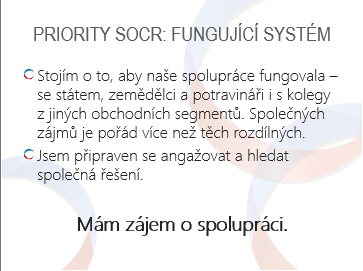 PRIORITY SOCR: FUNGUJÍCÍ SYSTÉM
Stojím o to, aby naše spolupráce fungovala –
se státem, zemědělci a potravináři i s kolegy
z jiných obchodních segmentů. Společných
zájmů je pořád více než těch rozdílných.
Jsem připraven se angažovat a hledat
společná řešení.
Mám zájem o spolupráci.